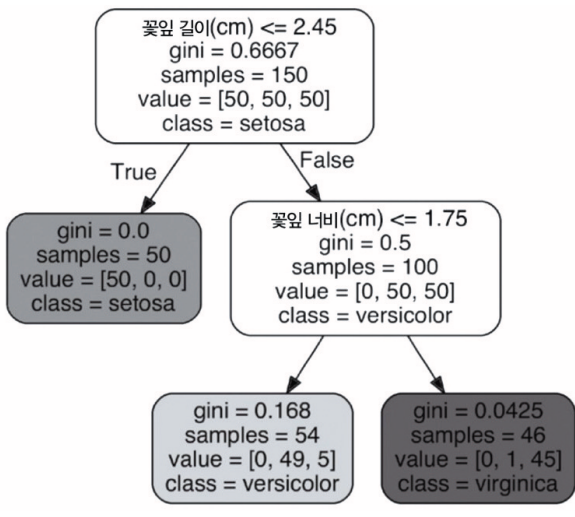 꽃잎 길이(cm) <= 2.45
gini = 0.6667
samples = 150
value = [50, 50, 50]
class = setosa
True
False
gini = 0.0
samples = 50
value = [50, 0, 0]
class = setosa
꽃잎 너비(cm) <= 1.75
gini = 0.5
samples = 100
value = [0, 50, 50]
class = versicolor
gini = 0.168
samples = 54
value = [0, 49, 5]
class = versicolor
gini = 0.0425
samples = 46
value = [0, 1, 45]
class = virginica